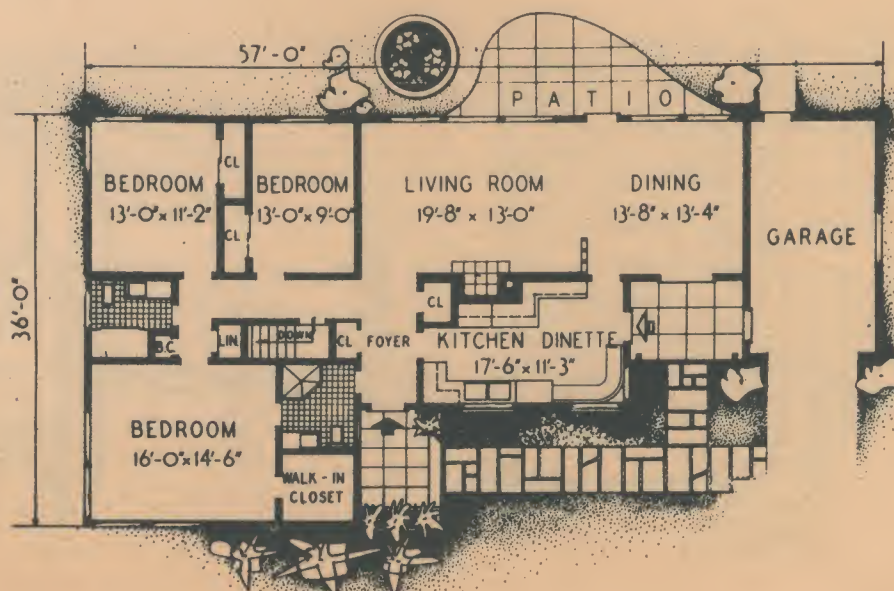 57'-0"
PATIO
36'-0"
BEDROOM
13'-0" x 11'-2"
CL
CL
BEDROOM
13'-0" x 9'-0"
LIVING ROOM
19'-8" x 13'-0"
DINING
13'-8" x 13'-4"
GARAGE
B.C.
LIN.
DOWN
CL
FOYER
CL
KITCHEN DINETTE
17'-6" x 11'-3"
BEDROOM
16'-0" x 14'-6"
WALK-IN
CLOSET